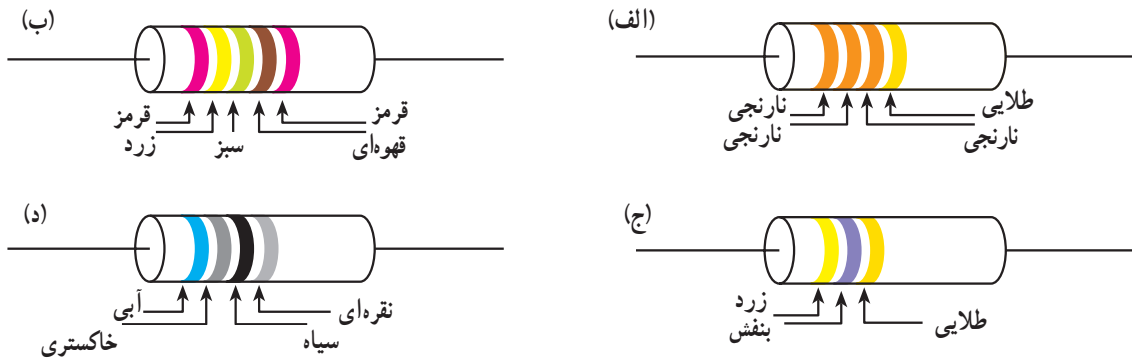 (الف)
نارنجی
نارنجی
طلایی
نارنجی
(ب)
قرمز
زرد
سبز
قرمز
قهوه‌ای
(ج)
زرد
بنفش
طلایی
(د)
آبی
خاکستری
نقره‌ای
سیاه